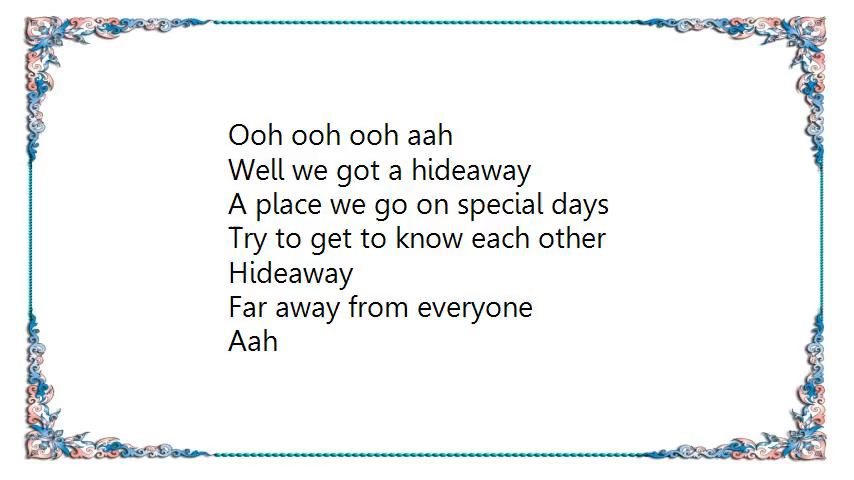 Ooh ooh ooh aah
Well we got a hideaway
A place we go on special days
Try to get to know each other
Hideaway
Far away from everyone
Aah